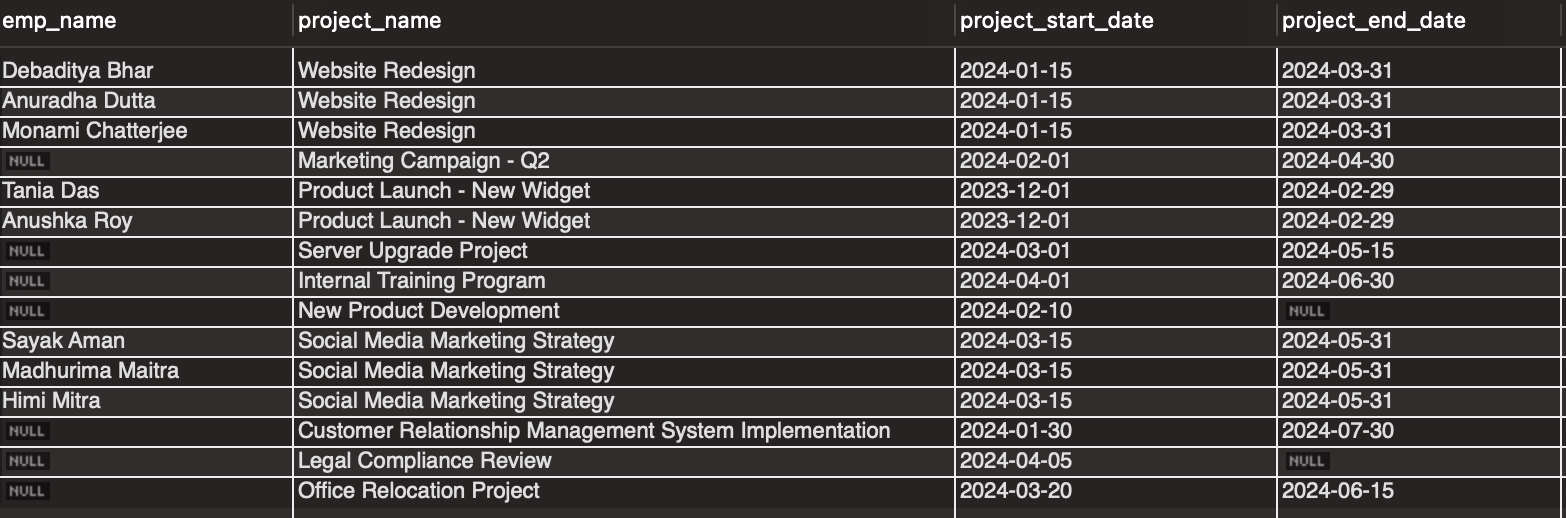 emp_name project_name project_start_date project_end_date
Debaditya Bhar Website Redesign 2024-01-15 2024-03-31
Anuradha Dutta Website Redesign 2024-01-15 2024-03-31
Monami Chatterjee Website Redesign 2024-01-15 2024-03-31
NULL Marketing Campaign - Q2 2024-02-01 2024-04-30
Tania Das Product Launch - New Widget 2023-12-01 2024-02-29
Anushka Roy Product Launch - New Widget 2023-12-01 2024-02-29
NULL Server Upgrade Project 2024-03-01 2024-05-15
NULL Internal Training Program 2024-04-01 2024-06-30
NULL New Product Development 2024-02-10 NULL
Sayak Aman Social Media Marketing Strategy 2024-03-15 2024-05-31
Madhurima Maitra Social Media Marketing Strategy 2024-03-15 2024-05-31
Himi Mitra Social Media Marketing Strategy 2024-03-15 2024-05-31
NULL Customer Relationship Management System Implementation 2024-01-30 2024-07-30
NULL Legal Compliance Review 2024-04-05 NULL
NULL Office Relocation Project 2024-03-20 2024-06-15